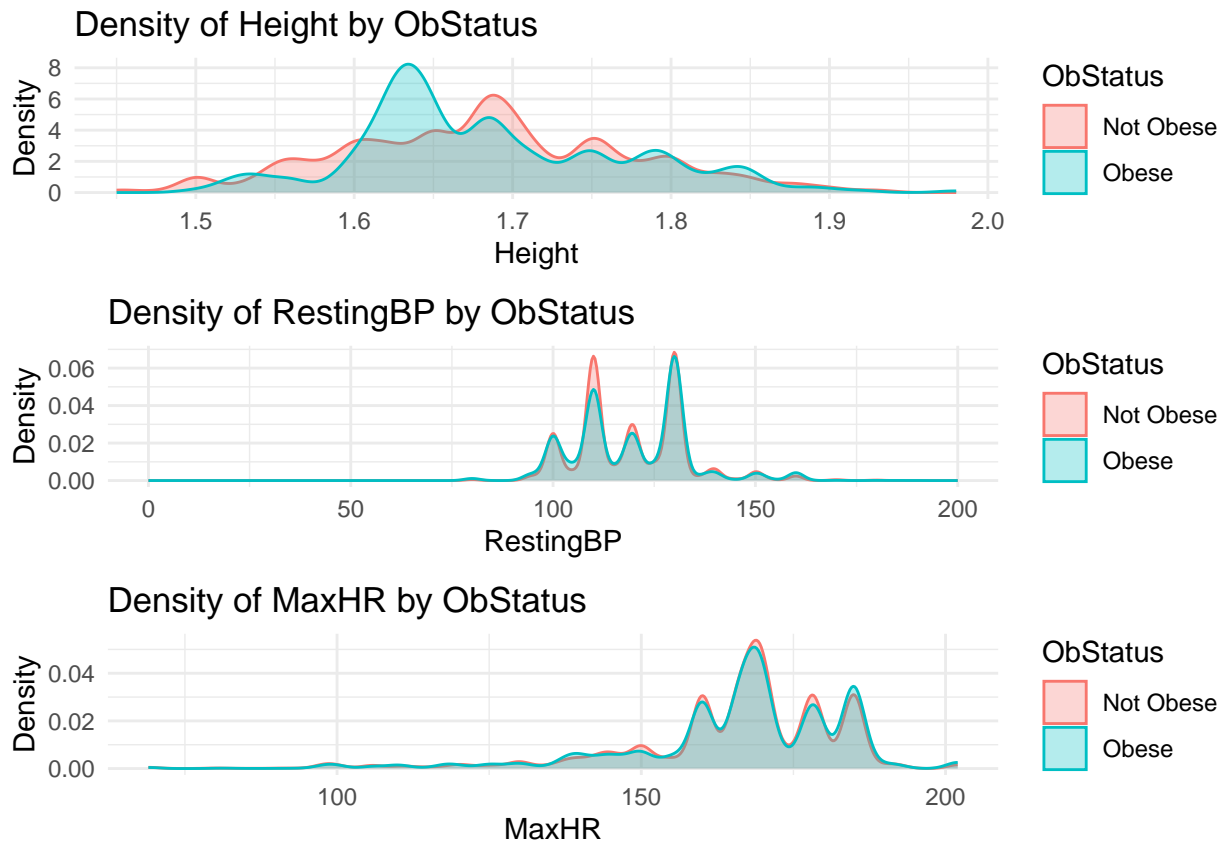 Density of Height by ObStatus
Density
8
6
4
2
0
1.5
1.6
1.7
1.8
1.9
2.0
Height
ObStatus
Not Obese
Obese
Density of RestingBP by ObStatus
Density
0.06
0.04
0.02
0.00
0
50
100
150
200
RestingBP
ObStatus
Not Obese
Obese
Density of MaxHR by ObStatus
Density
0.04
0.02
0.00
100
150
200
MaxHR
ObStatus
Not Obese
Obese